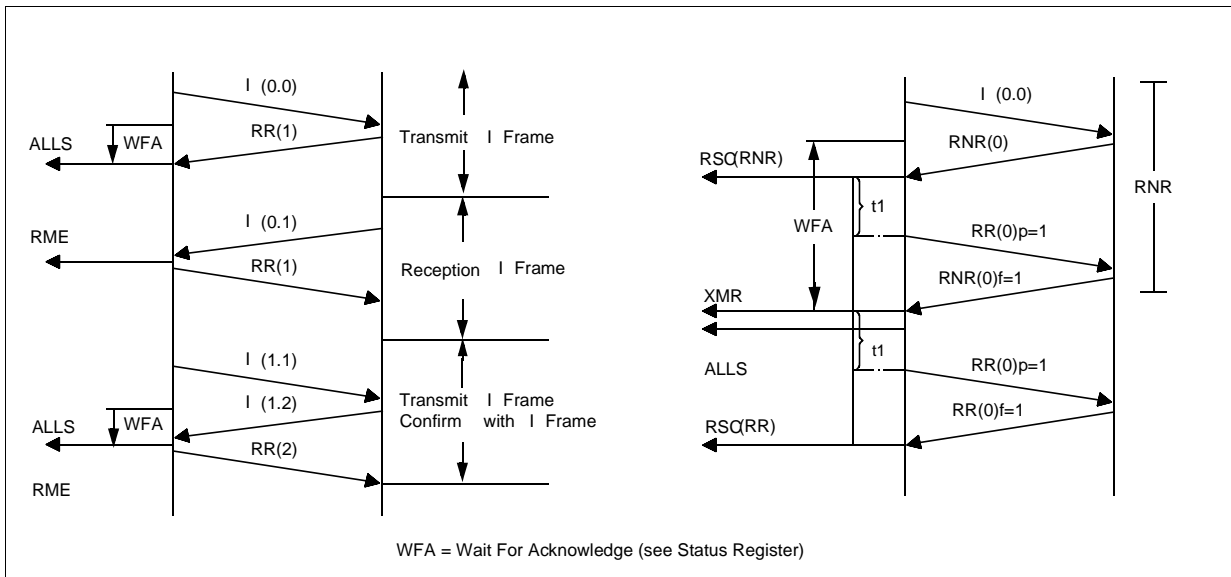 I (0.0)
RR(1)
WFA
ALLS
Transmit I Frame
I (0.1)
RME
RR(1)
Reception I Frame
I (1.1)
I (1.2)
WFA
ALLS
RR(2)
RME
Transmit I Frame
Confirm with I Frame
I (0.0)
RNR(0)
RSC(RNR)
t1
WFA
RNR
RR(0)p=1
RNR(0)f=1
XMR
t1
ALLS
RR(0)p=1
RR(0)f=1
RSC(RR)
WFA = Wait For Acknowledge (see Status Register)